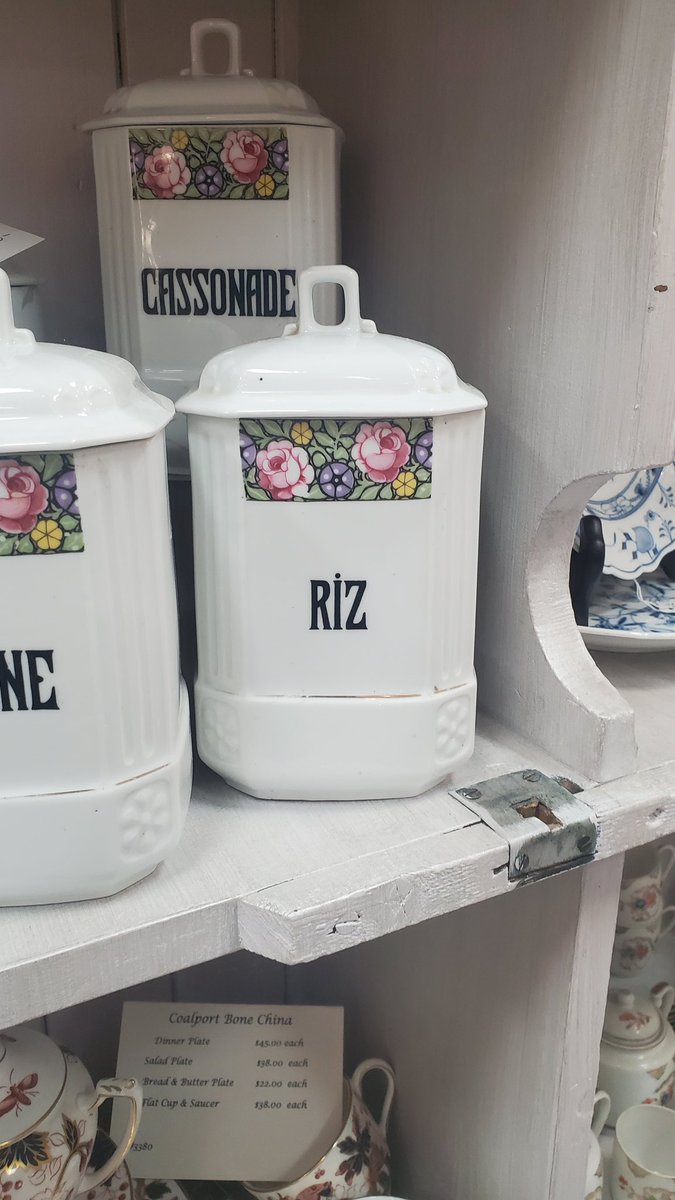 CASSONADE
RİZ
NE
Coalport Bone China
Dinner Plate $45.00 each
Salad Plate $38.00 each
Bread & Butter Plate $22.00 each
Flat Cup & Saucer $38.00 each
3380